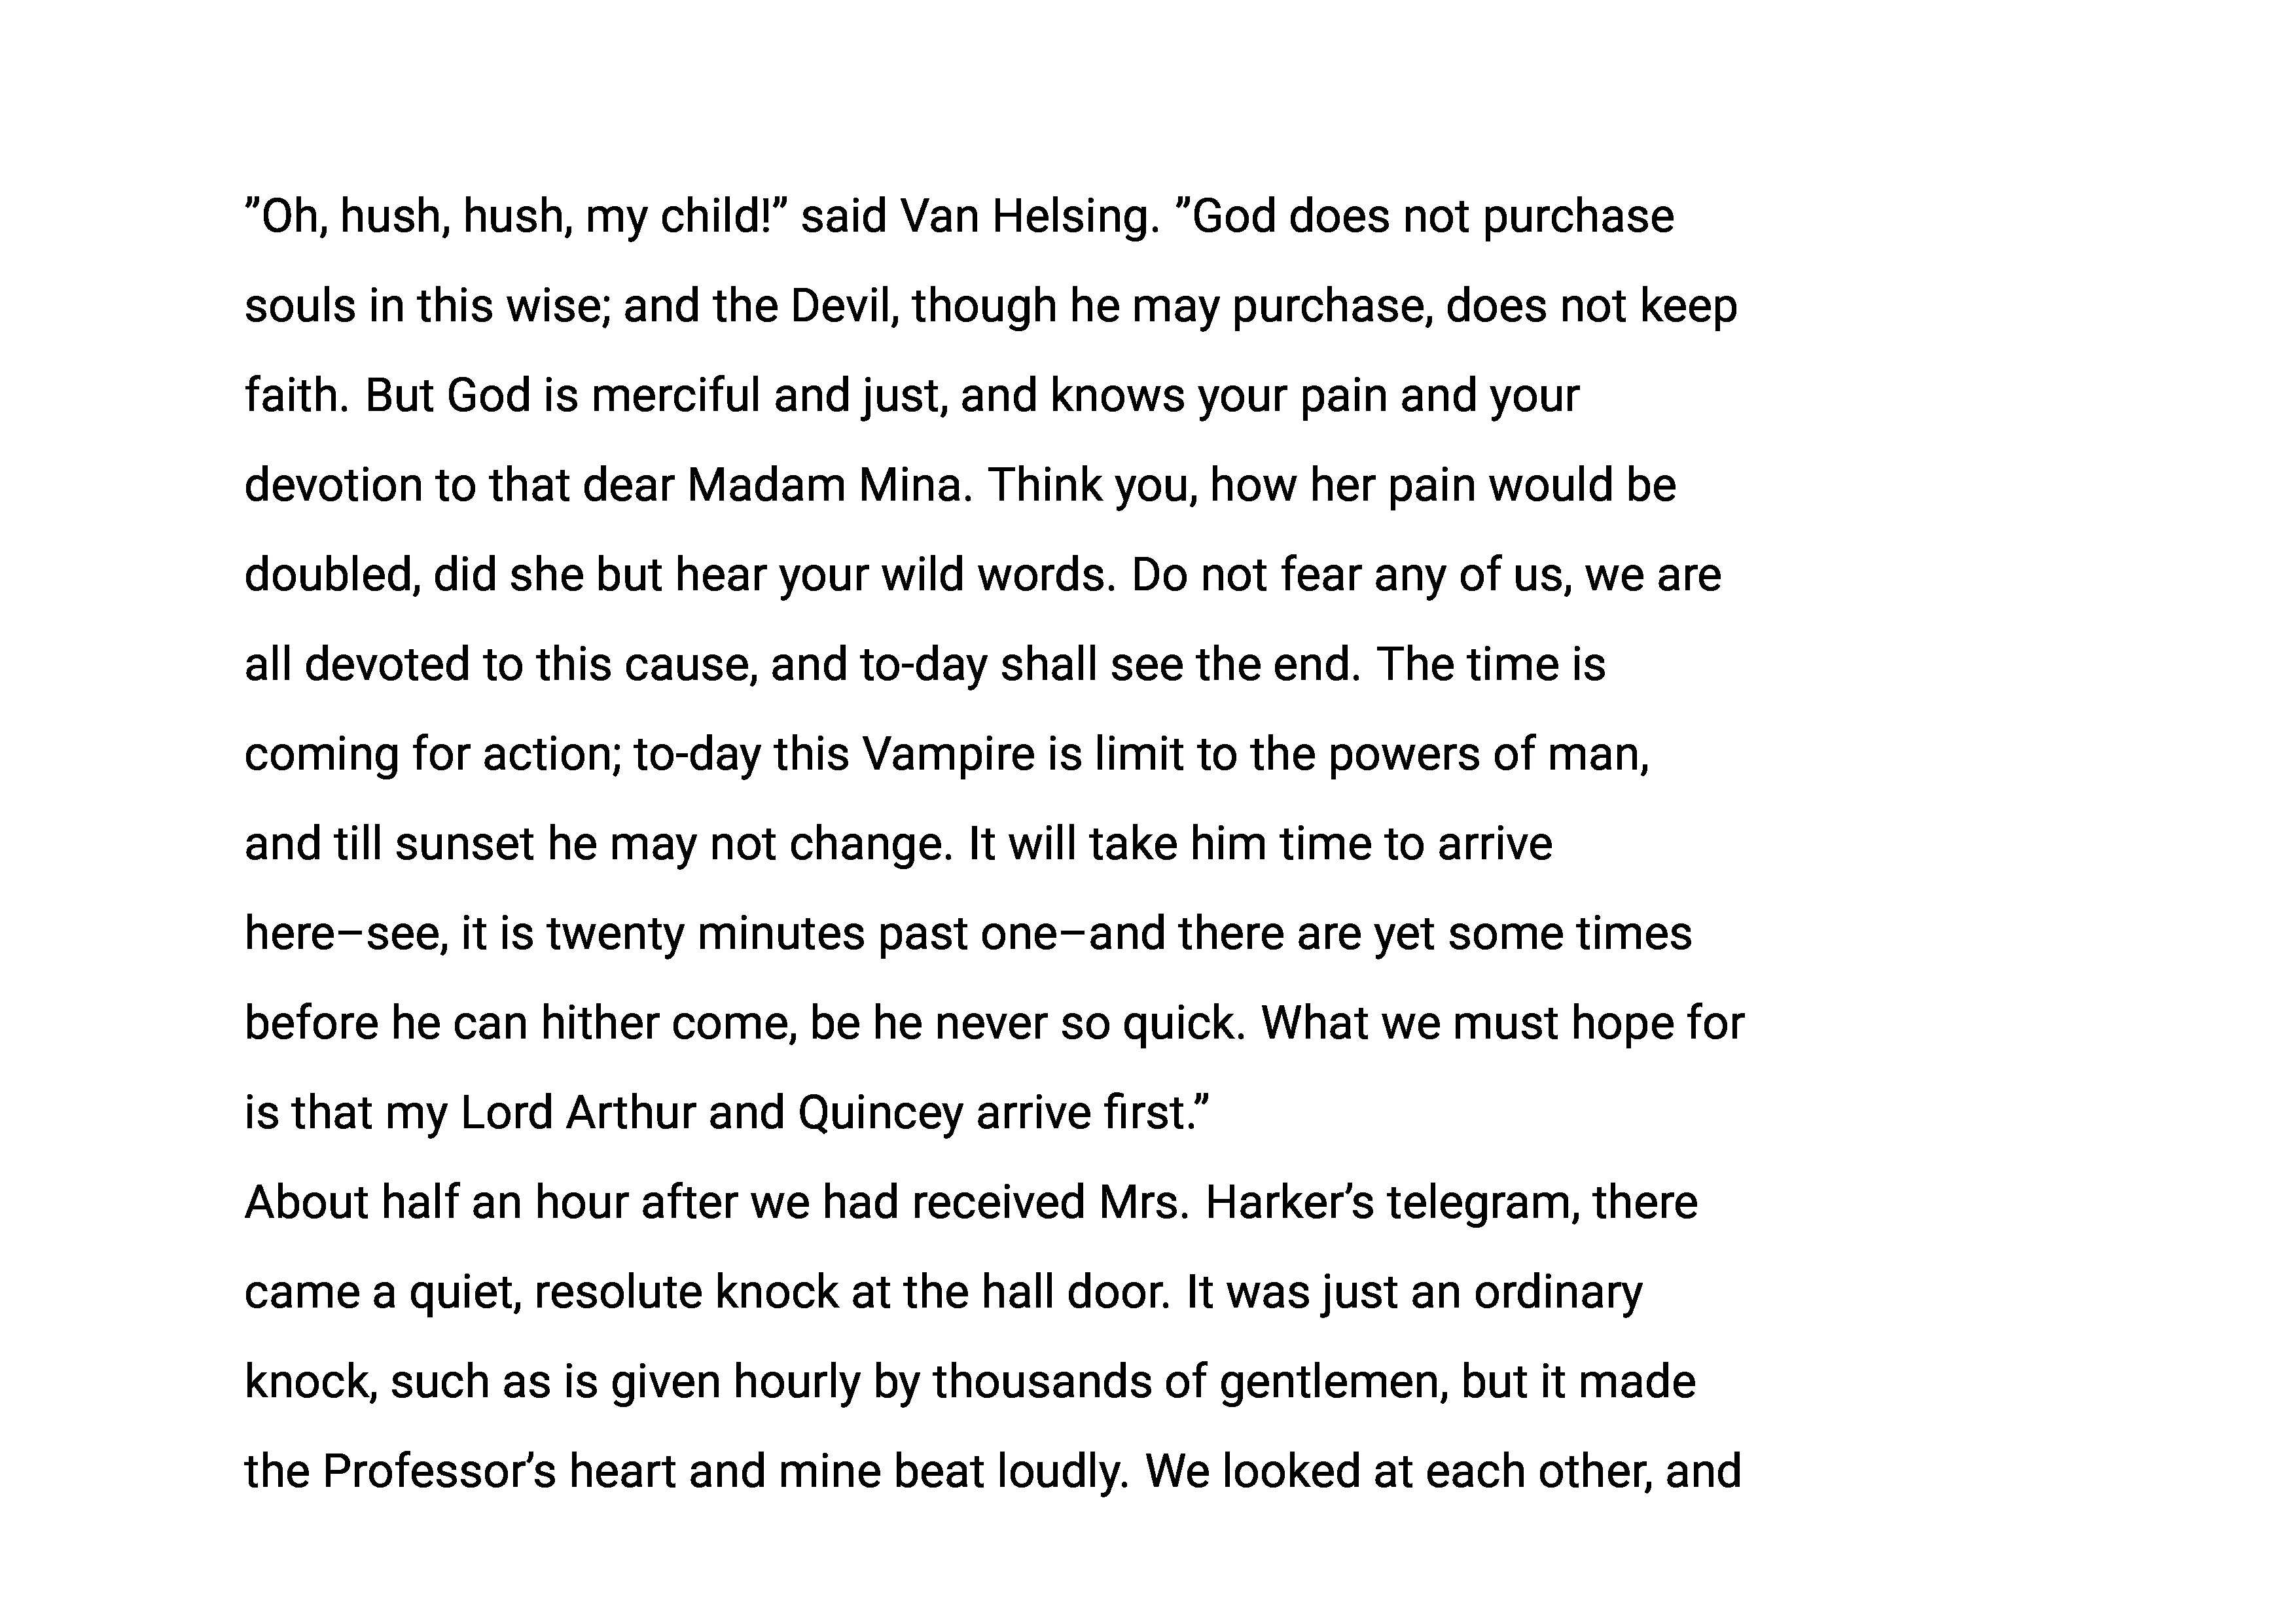 ”Oh, hush, hush, my child!” said Van Helsing. ”God does not purchase
souls in this wise; and the Devil, though he may purchase, does not keep
faith. But God is merciful and just, and knows your pain and your
devotion to that dear Madam Mina. Think you, how her pain would be
doubled, did she but hear your wild words. Do not fear any of us, we are
all devoted to this cause, and to-day shall see the end. The time is
coming for action; to-day this Vampire is limit to the powers of man,
and till sunset he may not change. It will take him time to arrive
here–see, it is twenty minutes past one–and there are yet some times
before he can hither come, be he never so quick. What we must hope for
is that my Lord Arthur and Quincey arrive first.”
About half an hour after we had received Mrs. Harker’s telegram, there
came a quiet, resolute knock at the hall door. It was just an ordinary
knock, such as is given hourly by thousands of gentlemen, but it made
the Professor’s heart and mine beat loudly. We looked at each other, and